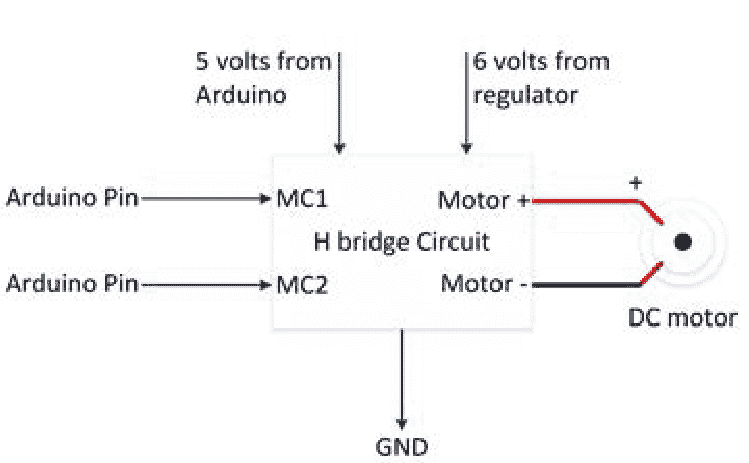 5 volts from
Arduino
6 volts from
regulator
Arduino Pin
MC1
Motor +
+
H bridge Circuit
Arduino Pin
MC2
Motor -
DC motor
GND